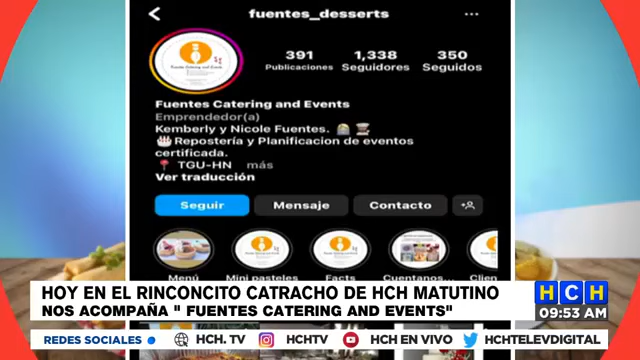 fuentes_desserts
391 1,338 350
Publicaciones Seguidores Seguidos
Fuentes Catering and Events
Emprendedor(a)
Kemberly y Nicole Fuentes.
Repostería y Planificacion de eventos
certificada.
TGU-HN más
Ver traducción
Seguir Mensaje Contacto
Menú Mini pasteles Facts Cuentanos... Clien
HOY EN EL RINCONCITO CATRACHO DE HCH MATUTINO
NOS ACOMPAÑA " FUENTES CATERING AND EVENTS"
HCH
09:53 AM
REDES SOCIALES HCH. TV HCHTV HCH EN VIVO HCHTELEVDIGITAL